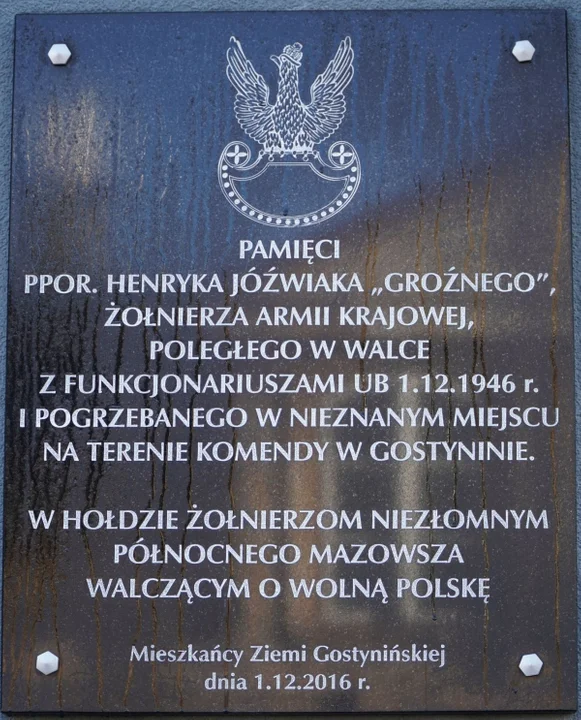 PAMIĘCI
PPOR. HENRYKA JÓŹWIAKA „GROŹNEGO”,
ŻOŁNIERZA ARMII KRAJOWEJ,
POLEGŁEGO W WALCE
Z FUNKCJONARIUSZAMI UB 1.12.1946 r.
I POGRZEBANEGO W NIEZNANYM MIEJSCU
NA TERENIE KOMENDY W GOSTYNINIE.
W HOŁDZIE ŻOŁNIERZOM NIEZŁOMNYM
PÓŁNOCNEGO MAZOWSZA
WALCZĄCYM O WOLNĄ POLSKĘ
Mieszkańcy Ziemi Gostynińskiej
dnia 1.12.2016 r.